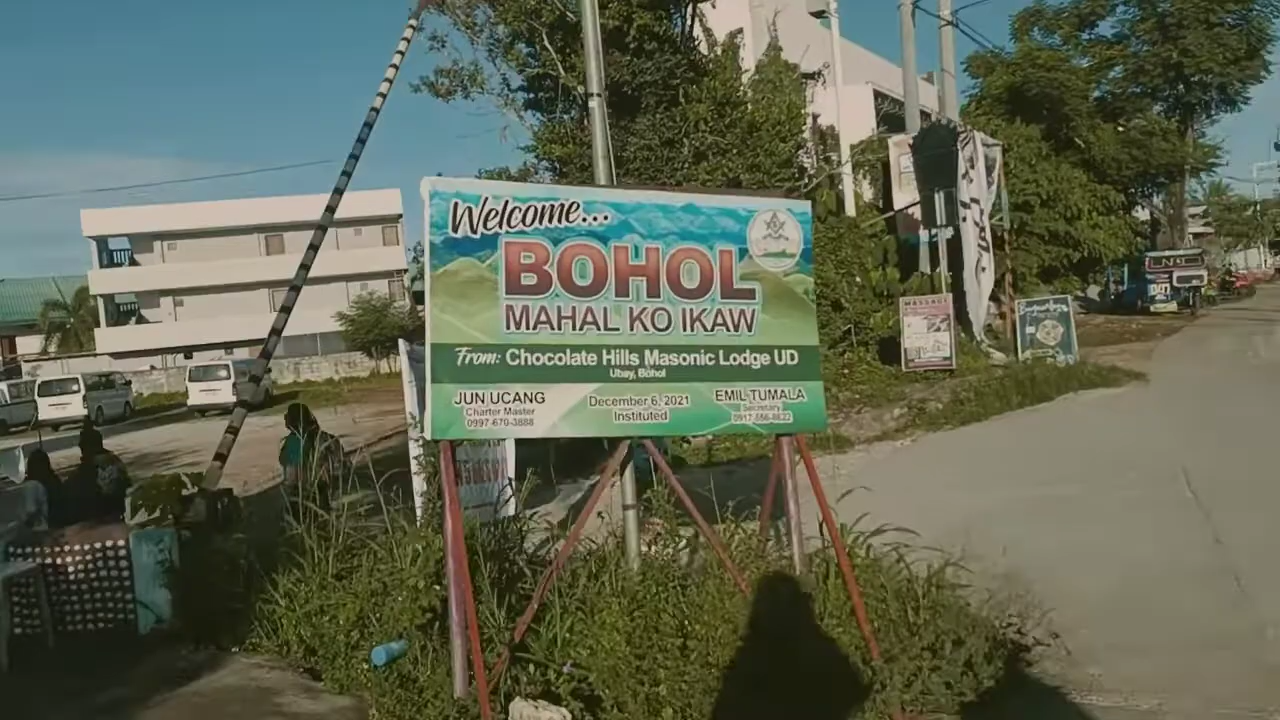 Welcome...
BOHOL
MAHAL KO IKAW
From: Chocolate Hills Masonic Lodge UD
Ubay, Bohol
JUN UCANG
Charter Master
0997-670-3888
December 6, 2021
Instituted
EMIL TUMALA
Secretary
MASSAGE